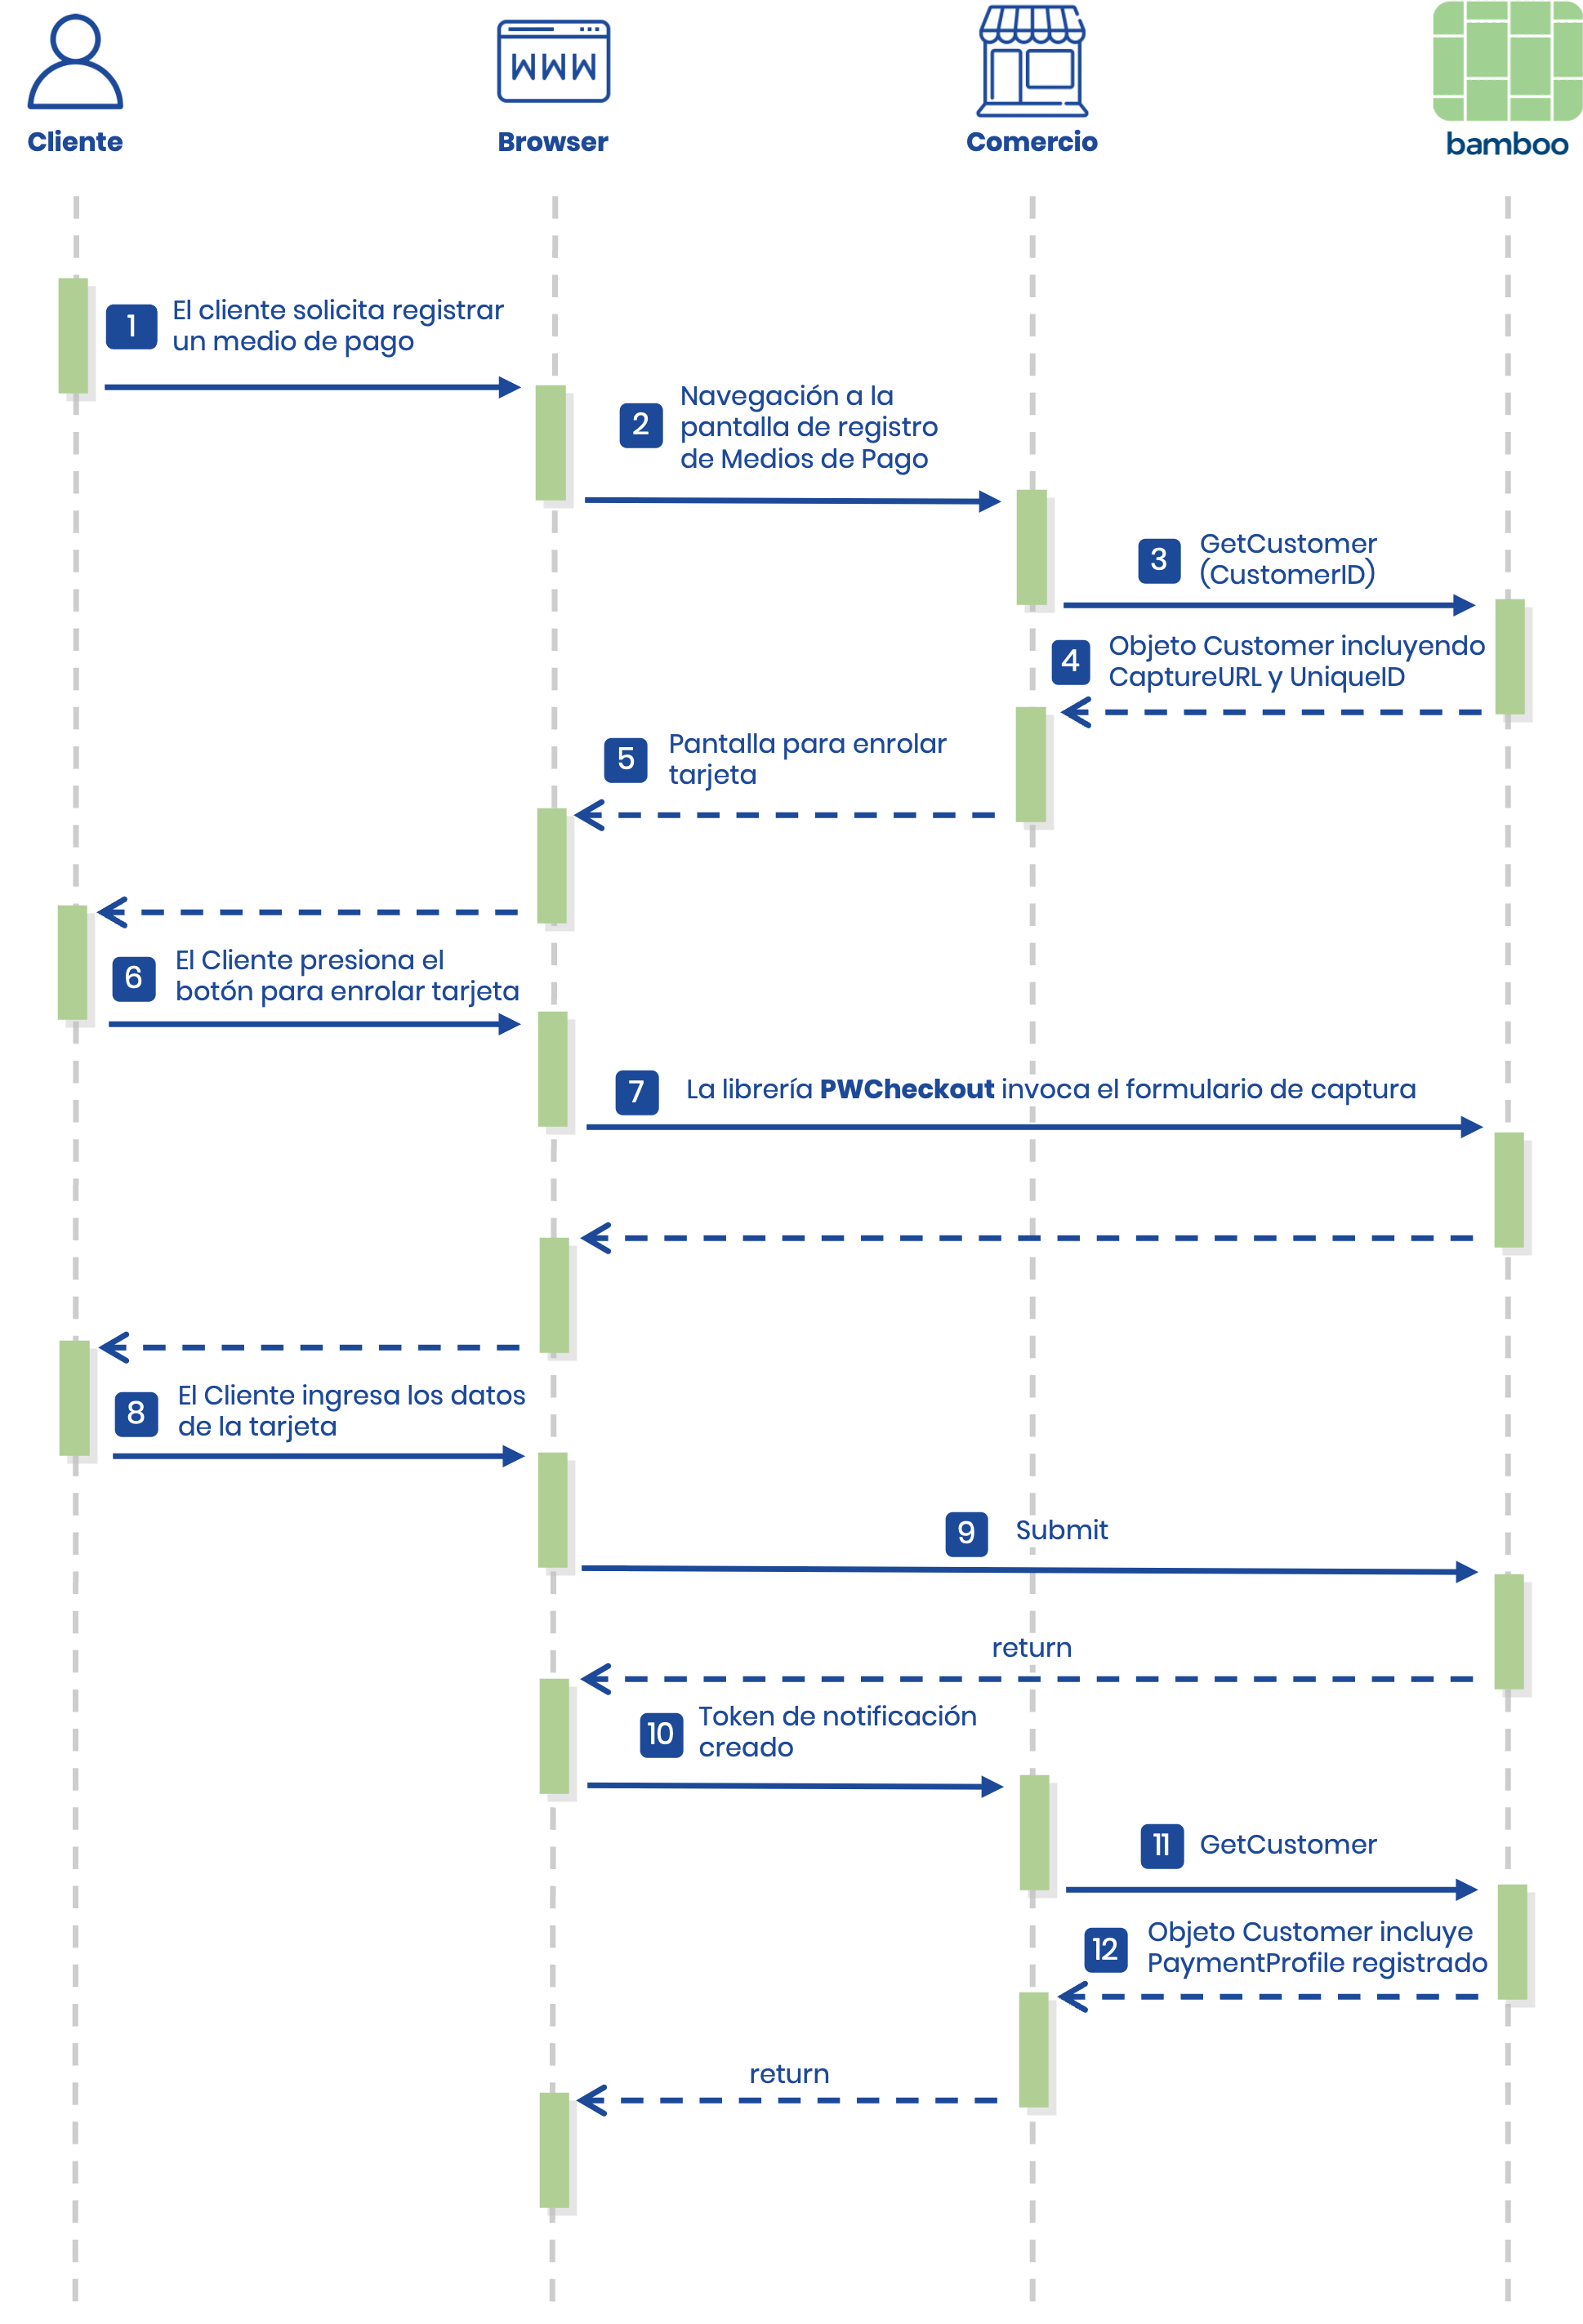 WWW
Cliente
Browser
Comercio
bamboo
1
El cliente solicita registrar
un medio de pago
2
Navegación a la
pantalla de registro
de Medios de Pago
3
GetCustomer
(CustomerID)
4
Objeto Customer incluyendo
CaptureURL y UniqueID
5
Pantalla para enrolar
tarjeta
6
El Cliente presiona el
botón para enrolar tarjeta
7
La librería PWCheckout invoca el formulario de captura
8
El Cliente ingresa los datos
de la tarjeta
9
Submit
return
10
Token de notificación
creado
11
GetCustomer
12
Objeto Customer incluye
PaymentProfile registrado
return